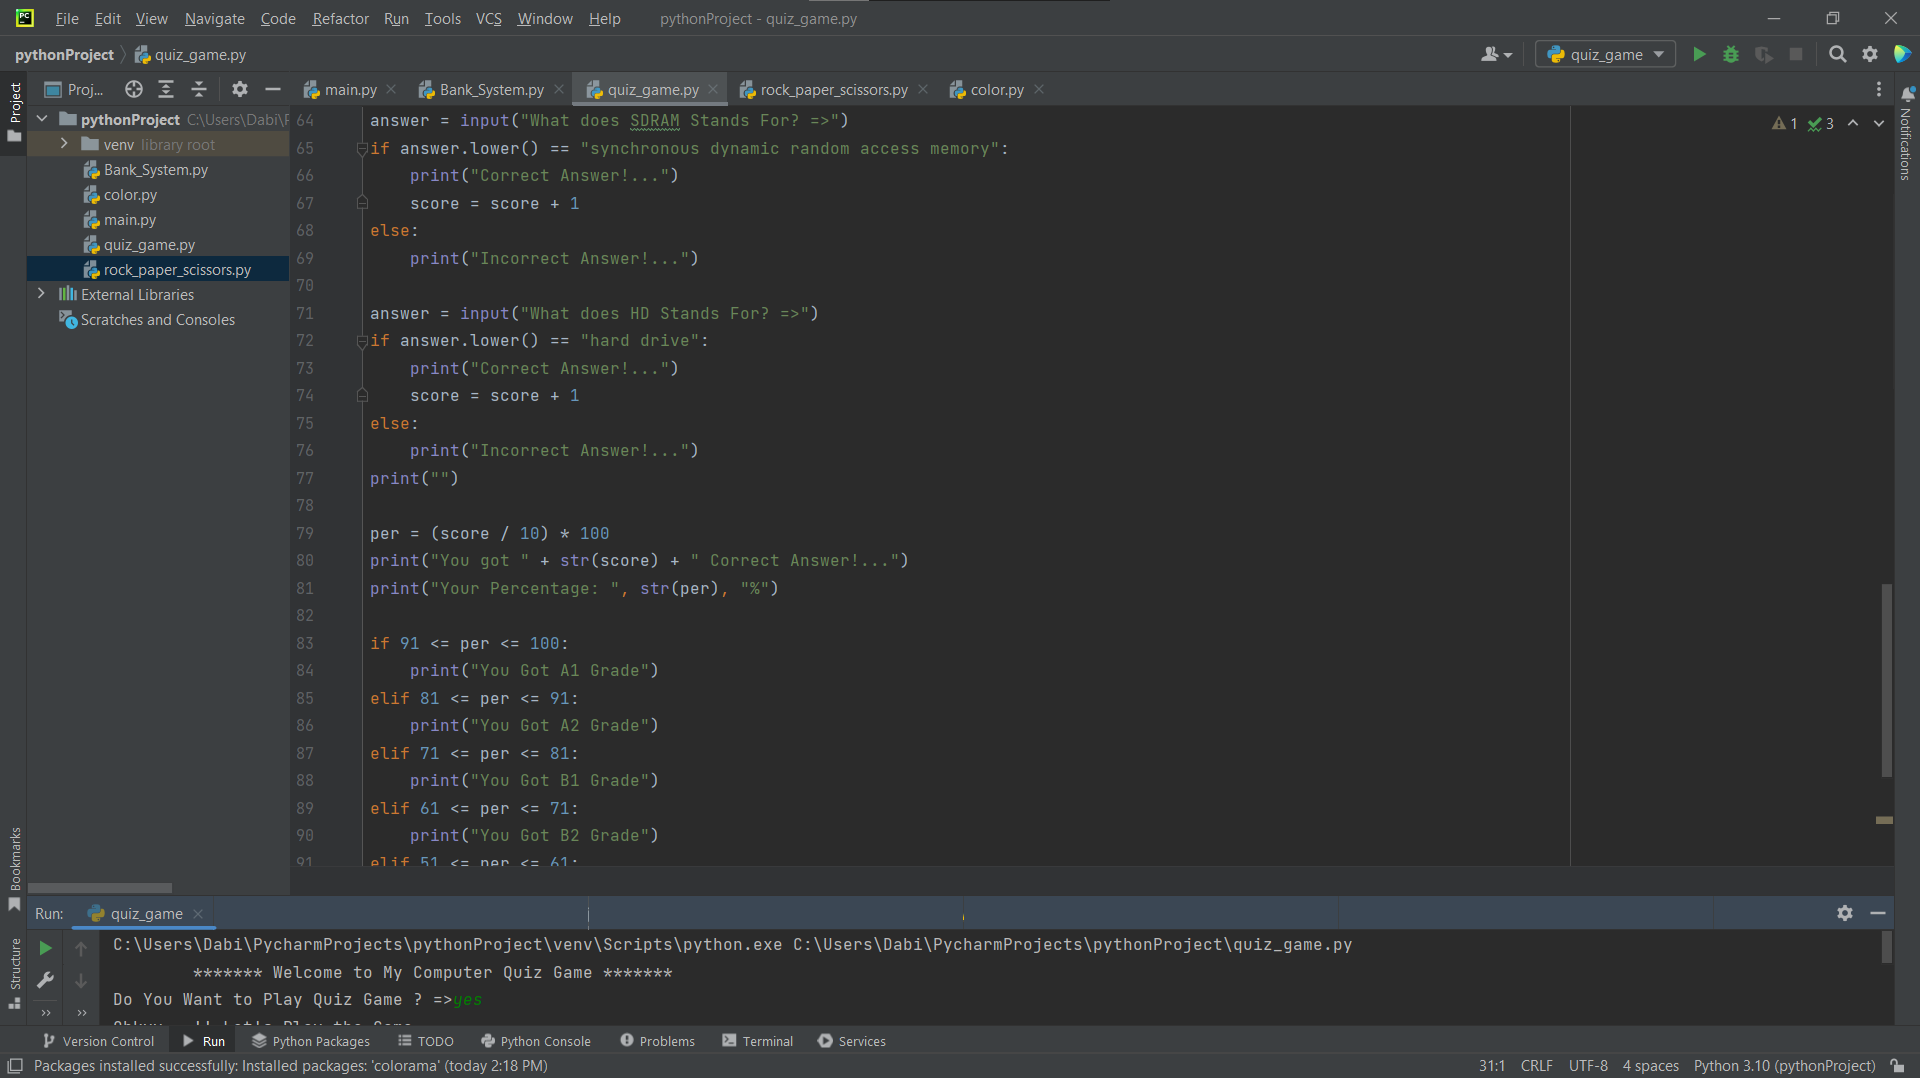 File Edit View Navigate Code Refactor Run Tools VCS Window Help pythonProject - quiz_game.py
pythonProject quiz_game.py quiz_game
Project
Proj... main.py Bank_System.py quiz_game.py rock_paper_scissors.py color.py
Notifications
pythonProject C:\Users\Dabi\P
venv library root
Bank_System.py
color.py
main.py
quiz_game.py
rock_paper_scissors.py
External Libraries
Scratches and Consoles
1 3
64 answer = input("What does SDRAM Stands For? =>")
65 if answer.lower() == "synchronous dynamic random access memory":
66 print("Correct Answer!...")
67 score = score + 1
68 else:
69 print("Incorrect Answer!...")
70
71 answer = input("What does HD Stands For? =>")
72 if answer.lower() == "hard drive":
73 print("Correct Answer!...")
74 score = score + 1
75 else:
76 print("Incorrect Answer!...")
77 print("")
78
79 per = (score / 10) * 100
80 print("You got " + str(score) + " Correct Answer!...")
81 print("Your Percentage: ", str(per), "%")
82
83 if 91 <= per <= 100:
84 print("You Got A1 Grade")
85 elif 81 <= per <= 91:
86 print("You Got A2 Grade")
87 elif 71 <= per <= 81:
88 print("You Got B1 Grade")
89 elif 61 <= per <= 71:
90 print("You Got B2 Grade")
91 elif 51 <= per <= 61:
Bookmarks
Structure
Run: quiz_game
C:\Users\Dabi\PycharmProjects\pythonProject\venv\Scripts\python.exe C:\Users\Dabi\PycharmProjects\pythonProject\quiz_game.py
******* Welcome to My Computer Quiz Game *******
Do You Want to Play Quiz Game ? =>yes
Let's Play the Game
Version Control Run Python Packages TODO Python Console Problems Terminal Services
Packages installed successfully: Installed packages: 'colorama' (today 2:18 PM) 31:1 CRLF UTF-8 4 spaces Python 3.10 (pythonProject)